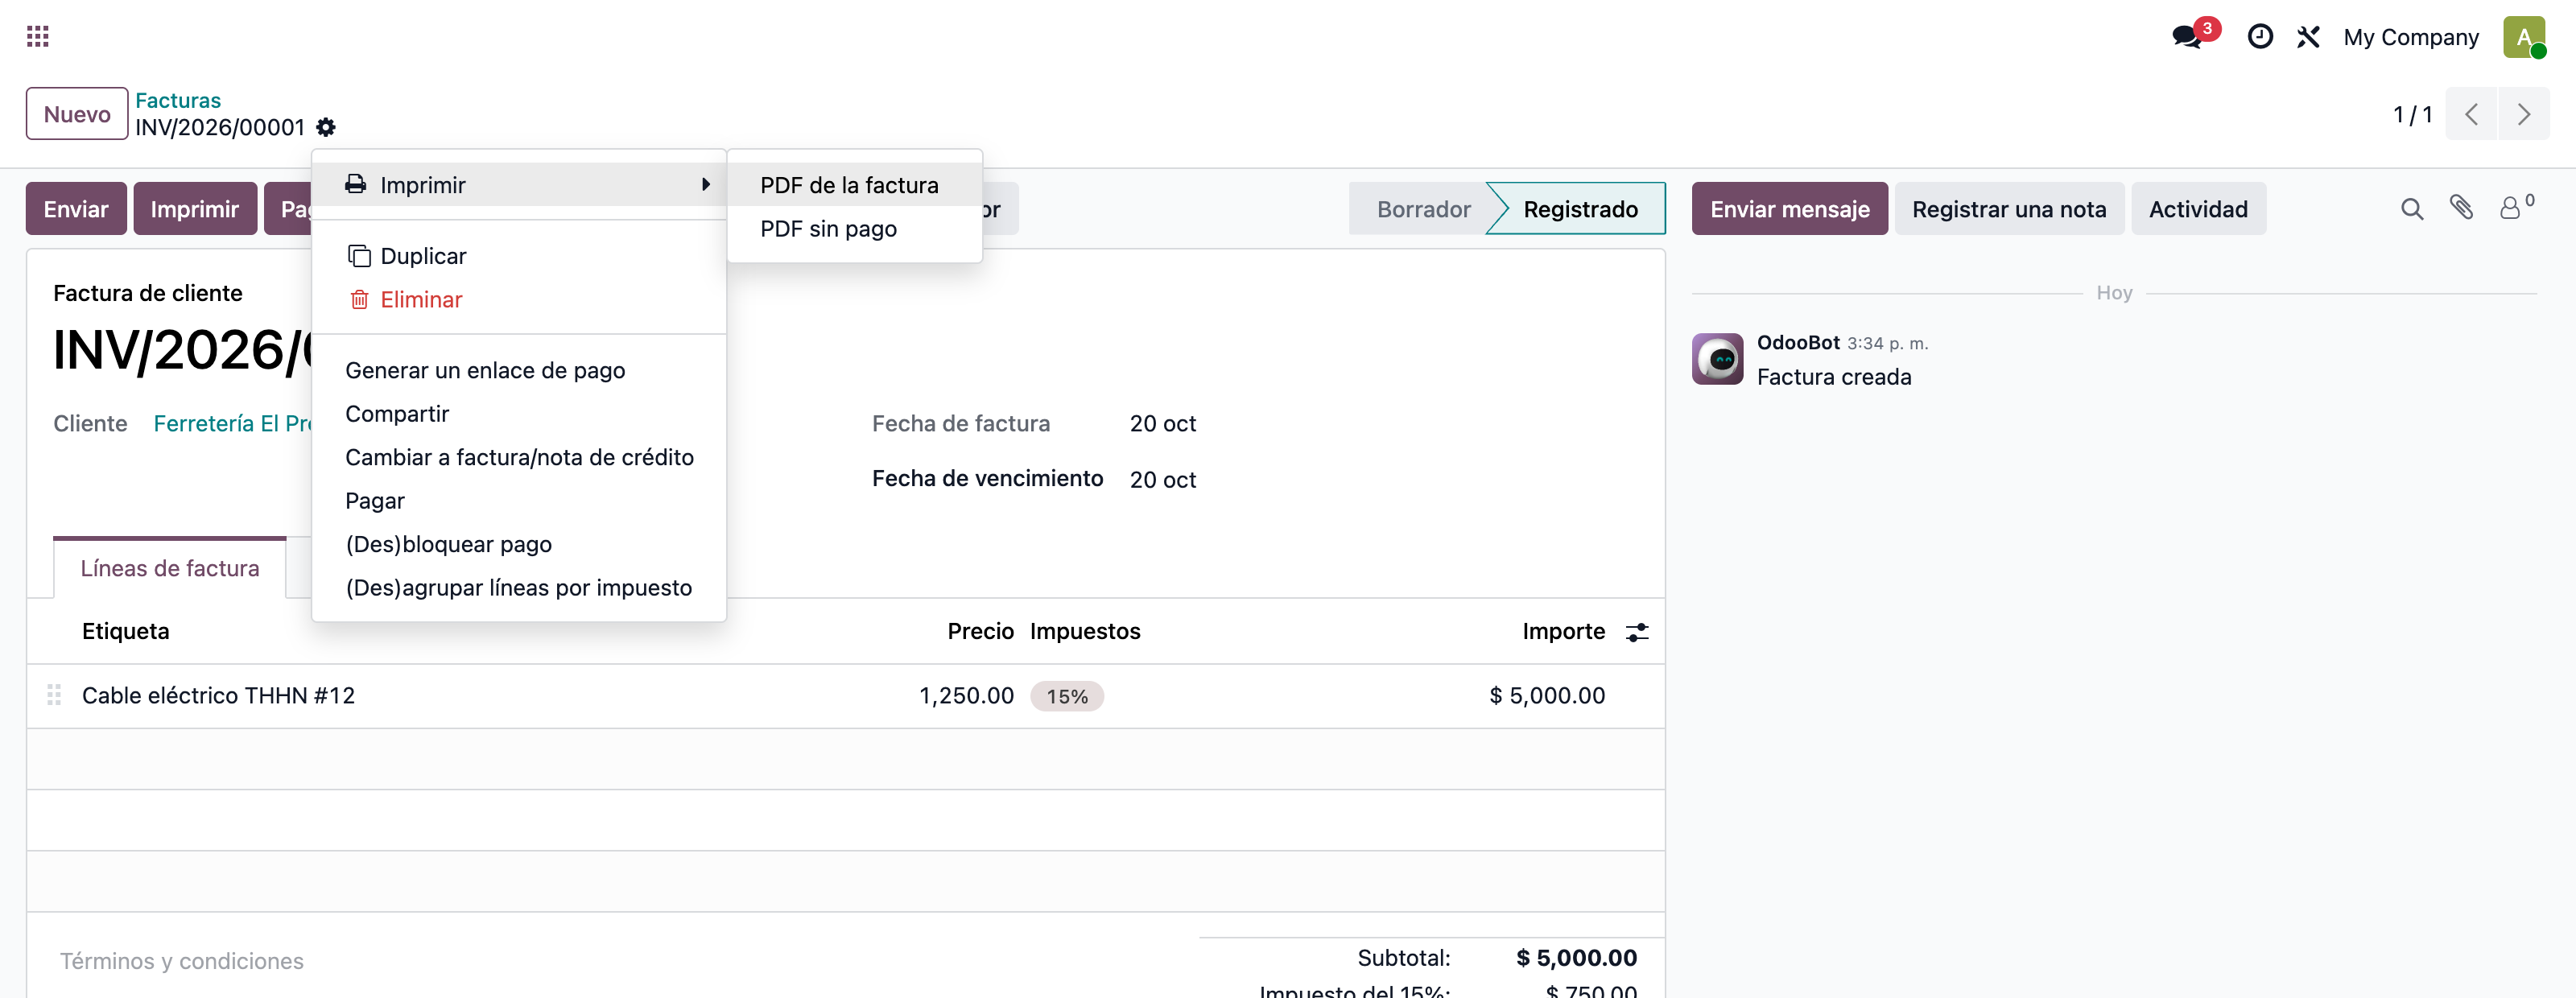 3
My Company
A
Nuevo
Facturas
INV/2026/00001
1 / 1
Imprimir
PDF de la factura
PDF sin pago
Enviar
Imprimir
Borrador
Registrado
Enviar mensaje
Registrar una nota
Actividad
0
Duplicar
Eliminar
Factura de cliente
INV/2026/
Generar un enlace de pago
Compartir
Cambiar a factura/nota de crédito
Pagar
(Des)bloquear pago
(Des)agrupar líneas por impuesto
Cliente
Ferretería El
Fecha de factura
20 oct
Fecha de vencimiento
20 oct
Hoy
OdooBot 3:34 p. m.
Factura creada
Líneas de factura
Etiqueta
Precio
Impuestos
Importe
Cable eléctrico THHN #12
1,250.00
15%
$ 5,000.00
Términos y condiciones
Subtotal:
$ 5,000.00
Impuesto del 15%:
$ 750.00